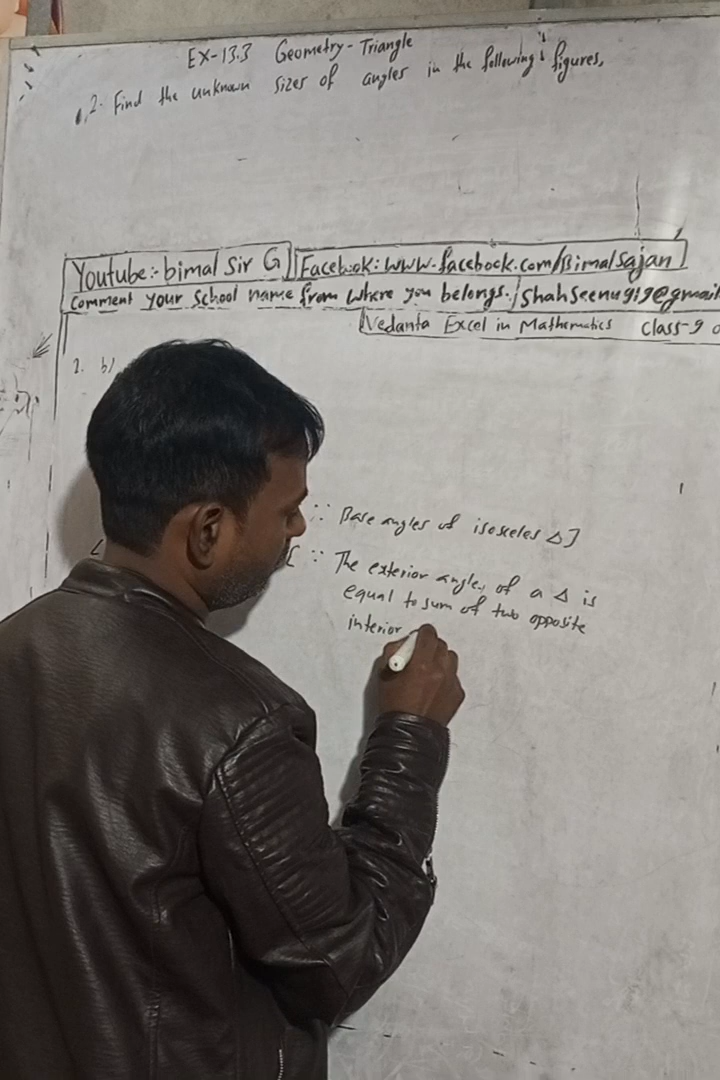 EX-13.3 Geometry-Triangle
2. Find the unknown sizes of angles in the following figures,
Youtube:- bimal Sir G
Facebook: www.facebook.com/Bimalsajan
Comment your School name from where you belongs.
Vedanta Excel in Mathematics Class-9
2. b)
∵ Base angles of isosceles △]
[ ∵ The exterior angles of a △ is
equal to sum of two opposite
interior